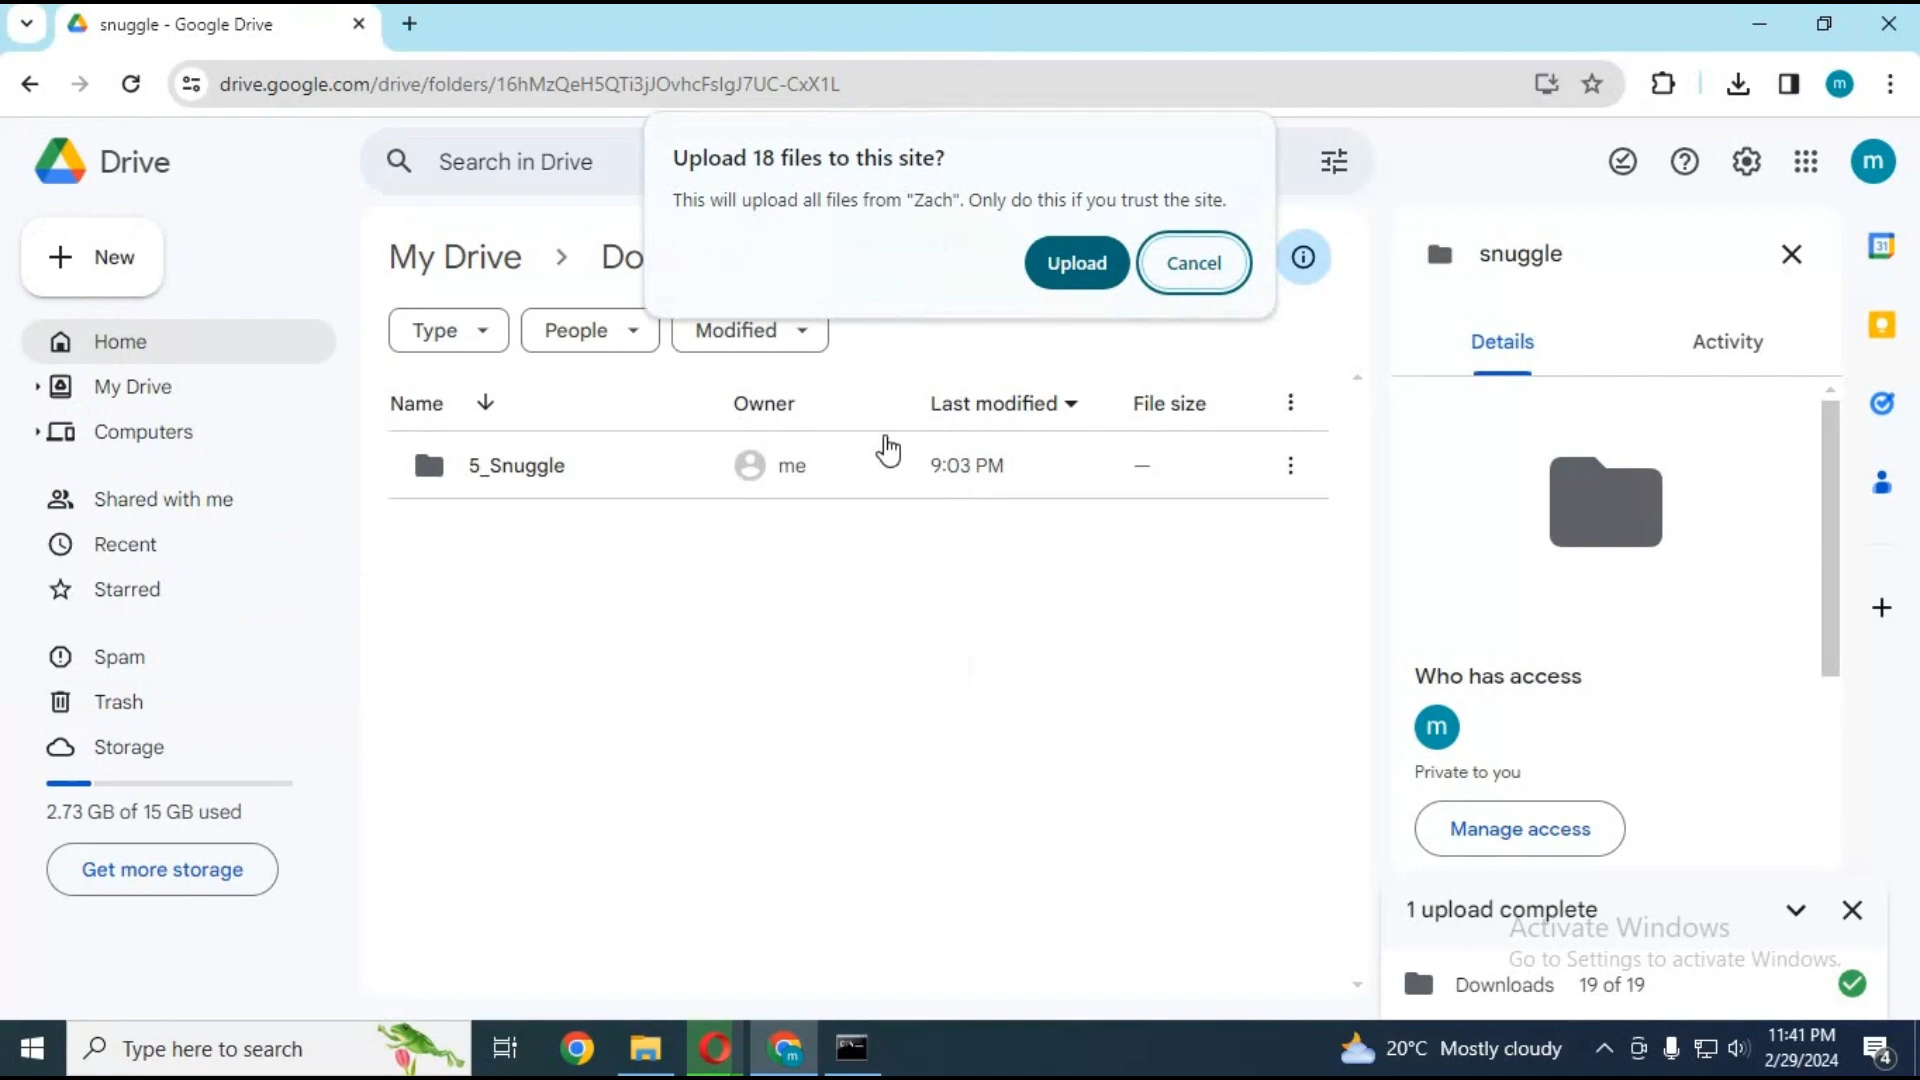 snuggle - Google Drive
drive.google.com/drive/folders/16hMzQeH5QTi3jJOvhcFsIgJ7UC-CxX1L
m
Drive
Search in Drive
Upload 18 files to this site?
This will upload all files from "Zach". Only do this if you trust the site.
Upload
Cancel
m
New
My Drive
Do
snuggle
31
Type
People
Modified
Details
Activity
Home
My Drive
Computers
Shared with me
Recent
Starred
Spam
Trash
Storage
2.73 GB of 15 GB used
Get more storage
Name
Owner
Last modified
File size
5_Snuggle
me
9:03 PM
—
Who has access
m
Private to you
Manage access
1 upload complete
Activate Windows
Go to Settings to activate Windows.
Downloads
19 of 19
Type here to search
m
20°C Mostly cloudy
11:41 PM
2/29/2024
4